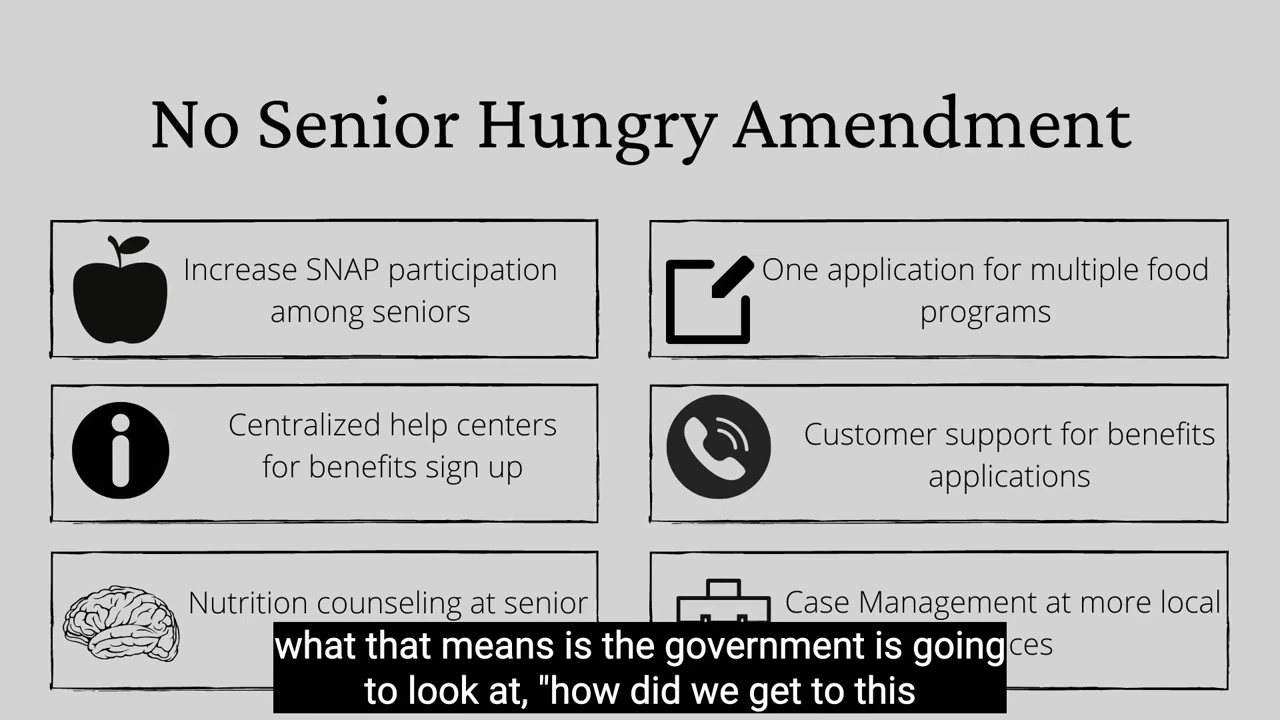 No Senior Hungry Amendment
Increase SNAP participation
among seniors
One application for multiple food
programs
Centralized help centers
for benefits sign up
Customer support for benefits
applications
Nutrition counseling at senior
Case Management at more local
what that means is the government is going
to look at, "how did we get to this